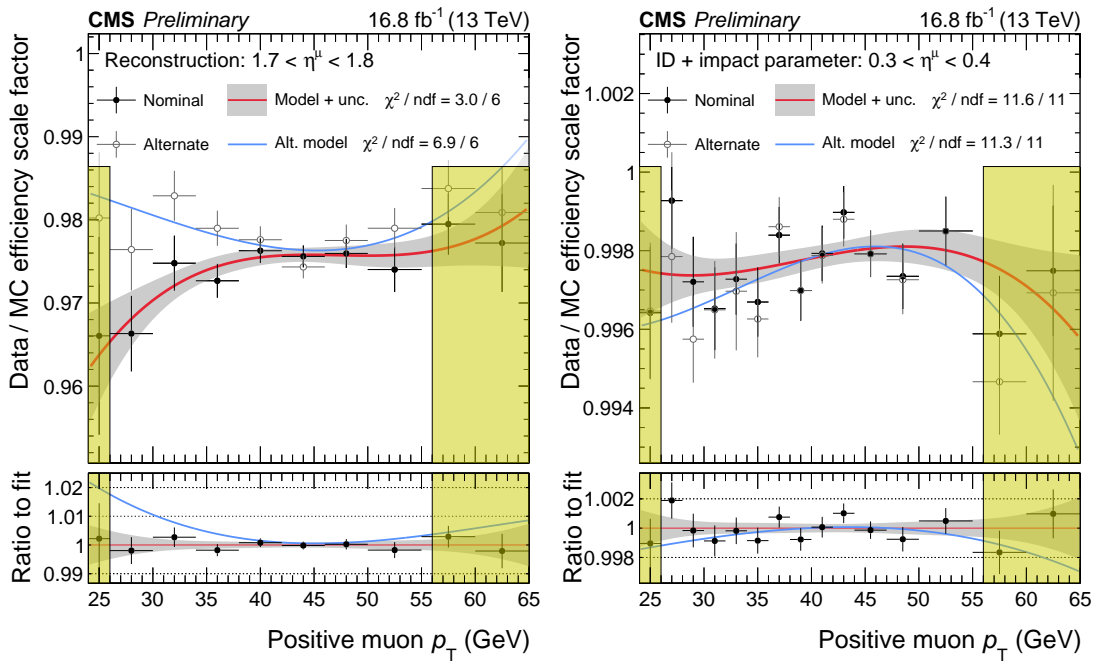 CMS Preliminary 16.8 fb⁻¹ (13 TeV)
Reconstruction: 1.7 < η^μ < 1.8
Nominal Model + unc. χ² / ndf = 3.0 / 6
Alternate Alt. model χ² / ndf = 6.9 / 6
Data / MC efficiency scale factor
1
0.99
0.98
0.97
0.96
Ratio to fit
1.02
1.01
1
0.99
25 30 35 40 45 50 55 60 65
Positive muon p_T (GeV)
CMS Preliminary 16.8 fb⁻¹ (13 TeV)
ID + impact parameter: 0.3 < η^μ < 0.4
Nominal Model + unc. χ² / ndf = 11.6 / 11
Alternate Alt. model χ² / ndf = 11.3 / 11
Data / MC efficiency scale factor
1.002
1
0.998
0.996
0.994
Ratio to fit
1.002
1
0.998
25 30 35 40 45 50 55 60 65
Positive muon p_T (GeV)